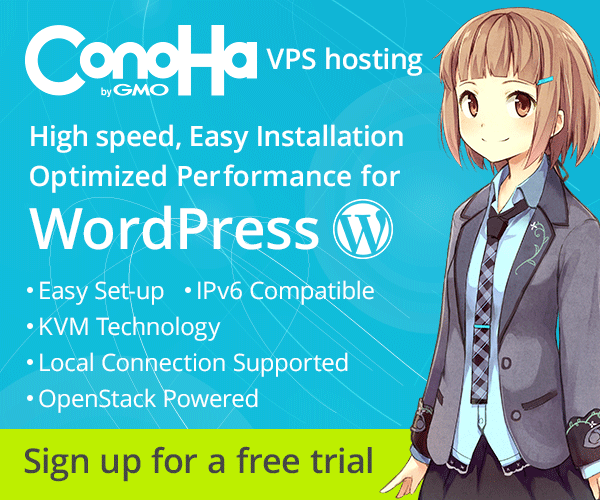 ConoHa VPS hosting
by GMO
High speed, Easy Installation
Optimized Performance for
WordPress
• Easy Set-up • IPv6 Compatible
• KVM Technology
• Local Connection Supported
• OpenStack Powered
Sign up for a free trial